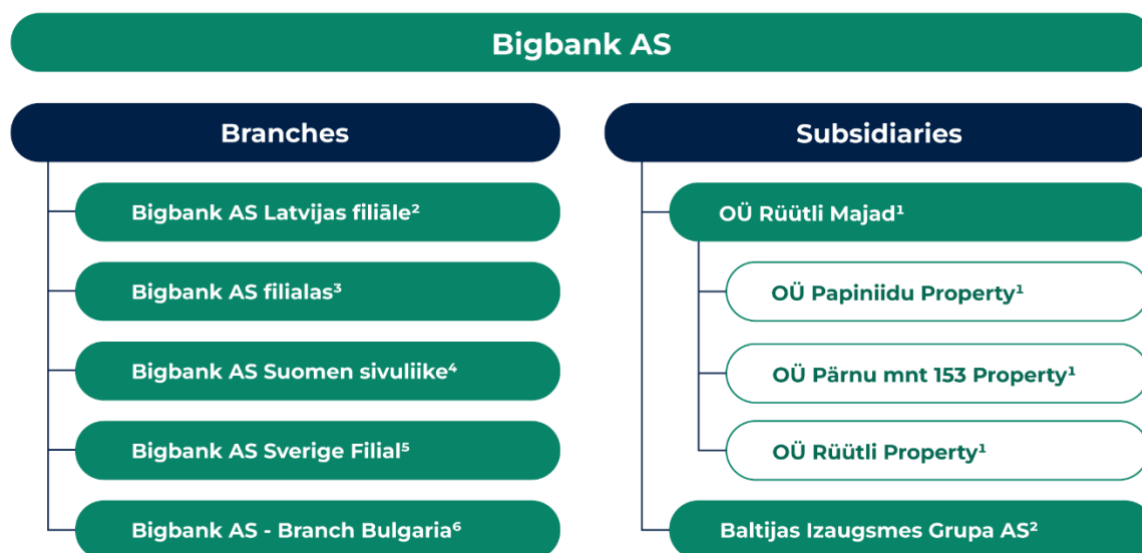 Bigbank AS
Branches
Bigbank AS Latvijas filiāle²
Bigbank AS filialas³
Bigbank AS Suomen sivuliike⁴
Bigbank AS Sverige Filial⁵
Bigbank AS - Branch Bulgaria⁶
Subsidiaries
OÜ Rüütli Majad¹
OÜ Papiniidu Property¹
OÜ Pärnu mnt 153 Property¹
OÜ Rüütli Property¹
Baltijas Izaugsmes Grupa AS²